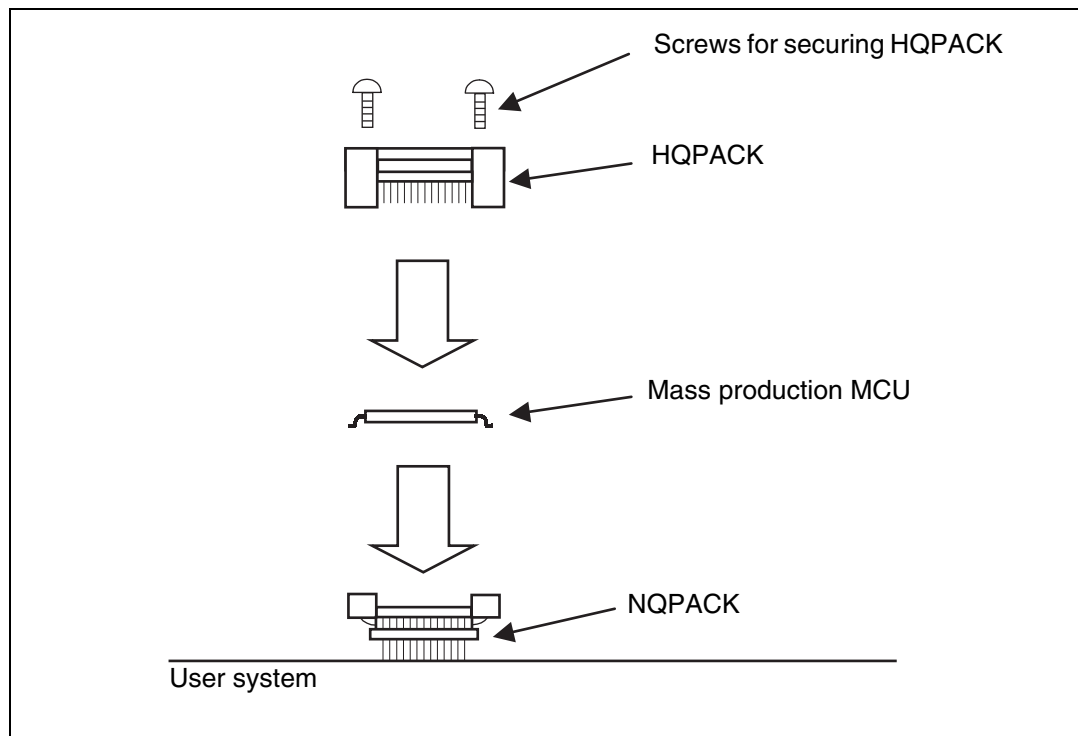 Screws for securing HQPACK
HQPACK
Mass production MCU
NQPACK
User system